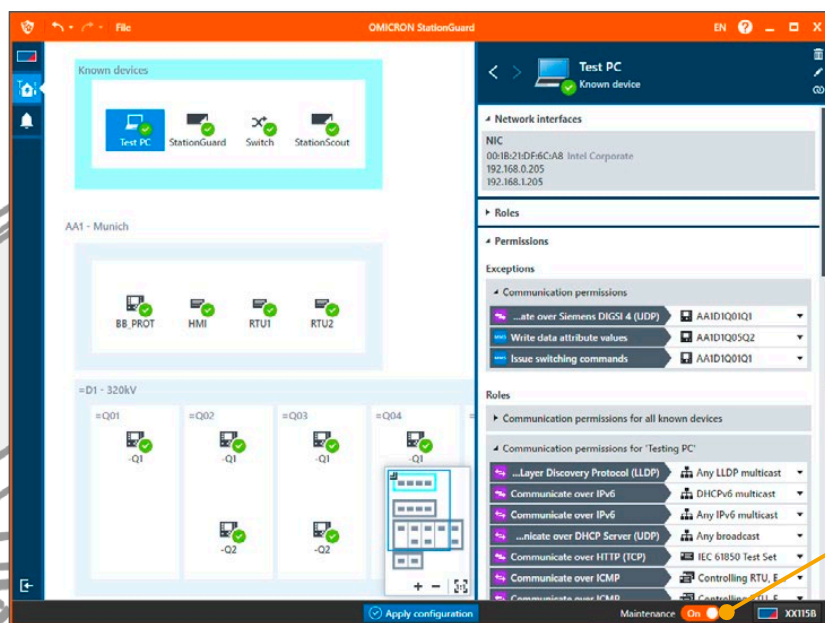 File
OMICRON StationGuard
EN
Known devices
Test PC
StationGuard
Switch
StationScout
AA1 - Munich
BB_PROT
HMI
RTU1
RTU2
=D1 - 320kV
=Q01
=Q02
=Q03
=Q04
-Q1
-Q1
-Q1
-Q1
-Q2
-Q2
Test PC
Known device
Network interfaces
NIC
00:1B:21:DF:6C:A8 Intel Corporate
192.168.0.205
192.168.1.205
Roles
Permissions
Exceptions
Communication permissions
...ate over Siemens DIGSI 4 (UDP) AA1D1Q01Q1
Write data attribute values AA1D1Q05Q2
Issue switching commands AA1D1Q01Q1
Roles
Communication permissions for all known devices
Communication permissions for 'Testing PC'
...Layer Discovery Protocol (LLDP) Any LLDP multicast
Communicate over IPv6 DHCPv6 multicast
Communicate over IPv6 Any IPv6 multicast
...nicate over DHCP Server (UDP) Any broadcast
Communicate over HTTP (TCP) IEC 61850 Test Set
Communicate over ICMP Controlling RTU, E...
Communicate over ICMP Controlling RTU, E...
Apply configuration
Maintenance On
XX115B